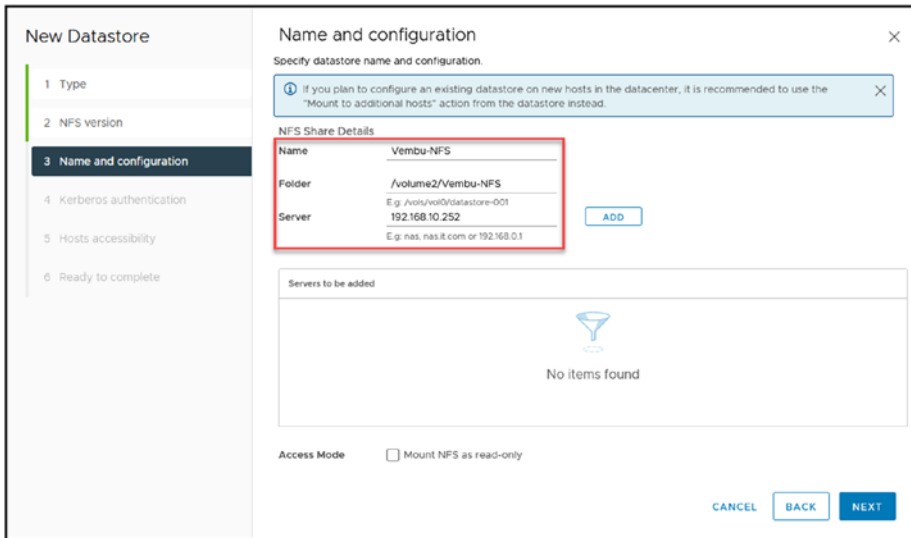 New Datastore
1 Type
2 NFS version
3 Name and configuration
4 Kerberos authentication
5 Hosts accessibility
6 Ready to complete
Name and configuration
Specify datastore name and configuration.
If you plan to configure an existing datastore on new hosts in the datacenter, it is recommended to use the
"Mount to additional hosts" action from the datastore instead.
NFS Share Details
Name Vembu-NFS
Folder /volume2/Vembu-NFS
E.g: /vols/vol0/datastore-001
Server 192.168.10.252 ADD
E.g: nas, nas.it.com or 192.168.0.1
Servers to be added
No items found
Access Mode Mount NFS as read-only
CANCEL BACK NEXT